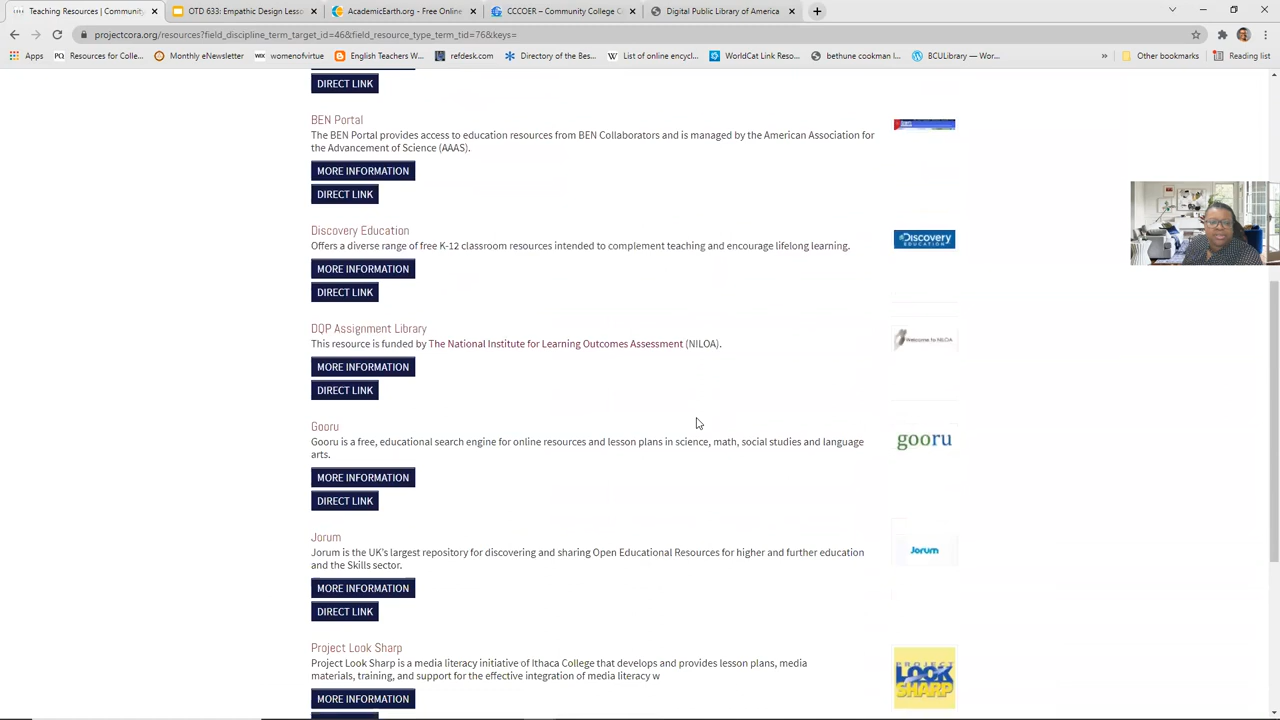 Teaching Resources | Community
OTD 633: Empathic Design Lesso
AcademicEarth.org - Free Online
CCCOER – Community College C
Digital Public Library of America
projectcora.org/resources?field_discipline_term_target_id=46&field_resource_type_term_tid=76&keys=
Apps
Resources for Colle...
Monthly Newsletter
womenofvirtue
English Teachers W...
refdesk.com
Directory of the Bes...
List of online encycl...
WorldCat
bethune cookman l...
BCULibrary — Wor...
Other bookmarks
Reading list
DIRECT LINK
BEN Portal
The BEN Portal provides access to education resources from BEN Collaborators and is managed by the American Association for
the Advancement of Science (AAAS).
MORE INFORMATION
DIRECT LINK
Discovery Education
Offers a diverse range of free K-12 classroom resources intended to complement teaching and encourage lifelong learning.
Discovery
EDUCATION
MORE INFORMATION
DIRECT LINK
DQP Assignment Library
This resource is funded by The National Institute for Learning Outcomes Assessment (NILOA).
Welcome to NILOA
MORE INFORMATION
DIRECT LINK
Gooru
Gooru is a free, educational search engine for online resources and lesson plans in science, math, social studies and language
arts.
gooru
MORE INFORMATION
DIRECT LINK
Jorum
Jorum is the UK's largest repository for discovering and sharing Open Educational Resources for higher and further education
and the Skills sector.
Jorum
MORE INFORMATION
DIRECT LINK
Project Look Sharp
Project Look Sharp is a media literacy initiative of Ithaca College that develops and provides lesson plans, media
materials, training, and support for the effective integration of media literacy w
PROJECT
LOOK
SHARP
MORE INFORMATION